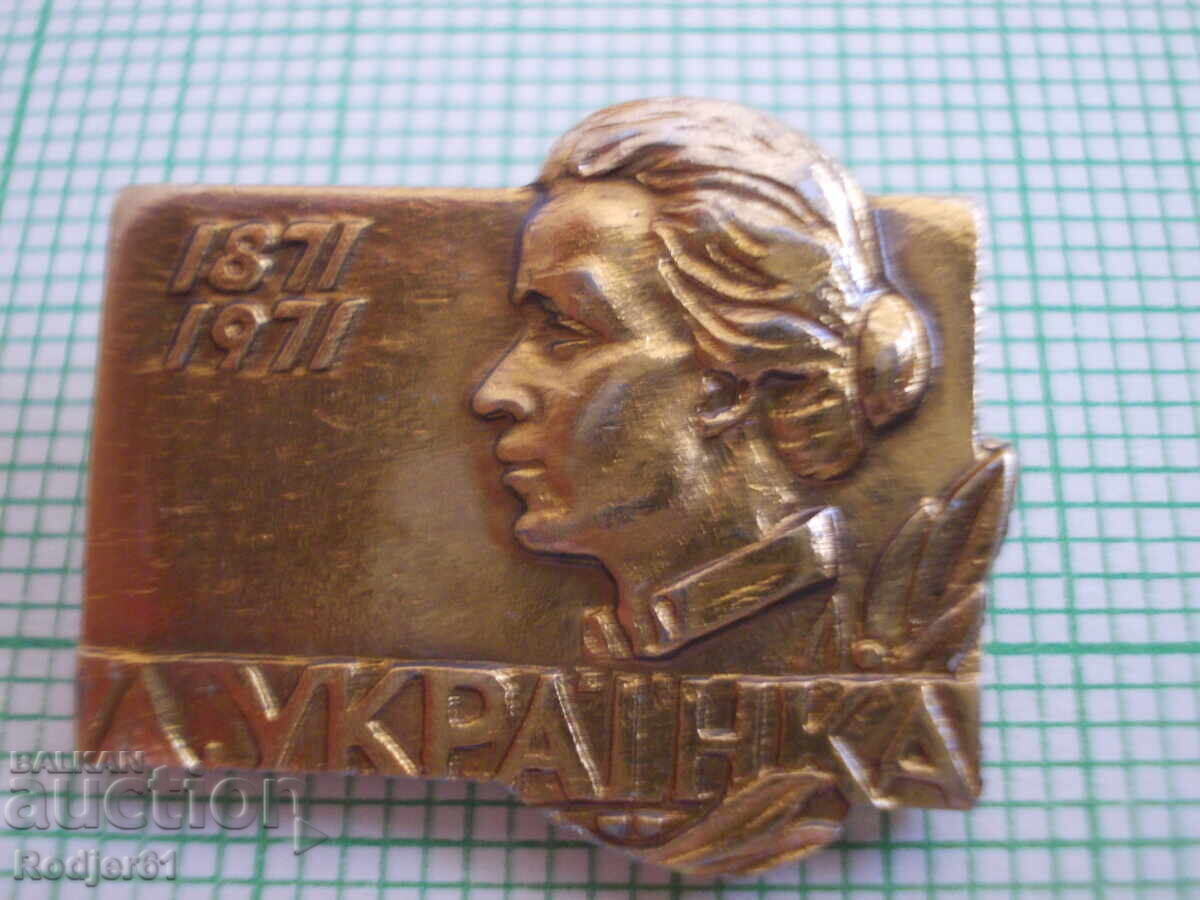 1871
1971
Л.УКРАЇНКА
BALKAN
auction
Rodjer61